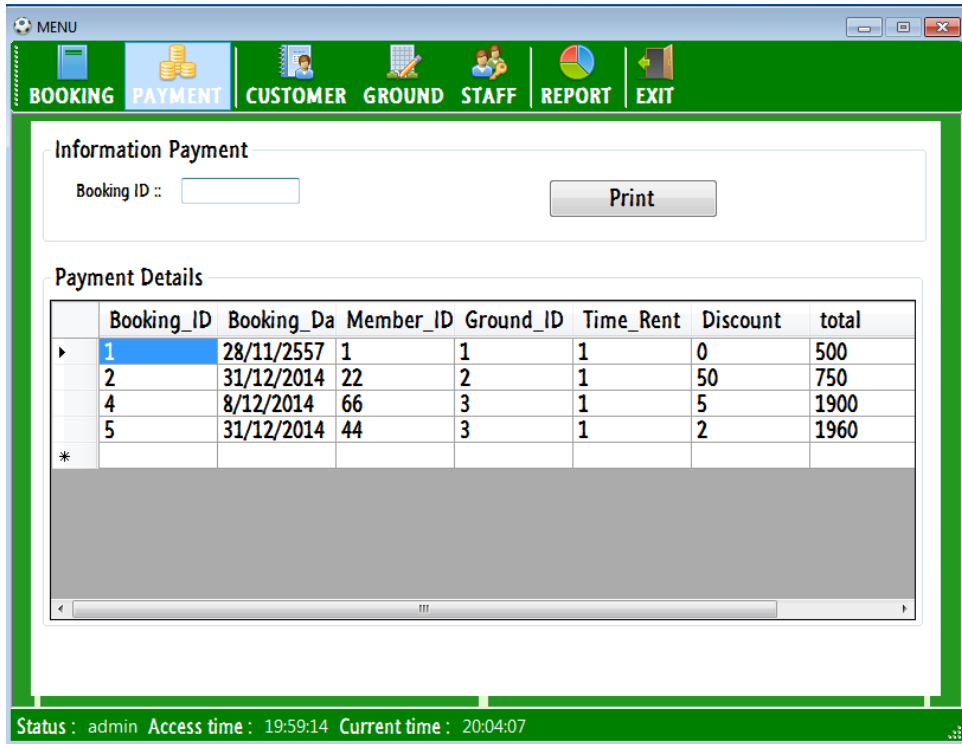 MENU
BOOKING PAYMENT CUSTOMER GROUND STAFF REPORT EXIT
Information Payment
Booking ID ::
Print
Payment Details
Booking_ID Booking_Da Member_ID Ground_ID Time_Rent Discount total
1 28/11/2557 1 1 1 0 500
2 31/12/2014 22 2 1 50 750
4 8/12/2014 66 3 1 5 1900
5 31/12/2014 44 3 1 2 1960
Status : admin Access time : 19:59:14 Current time : 20:04:07